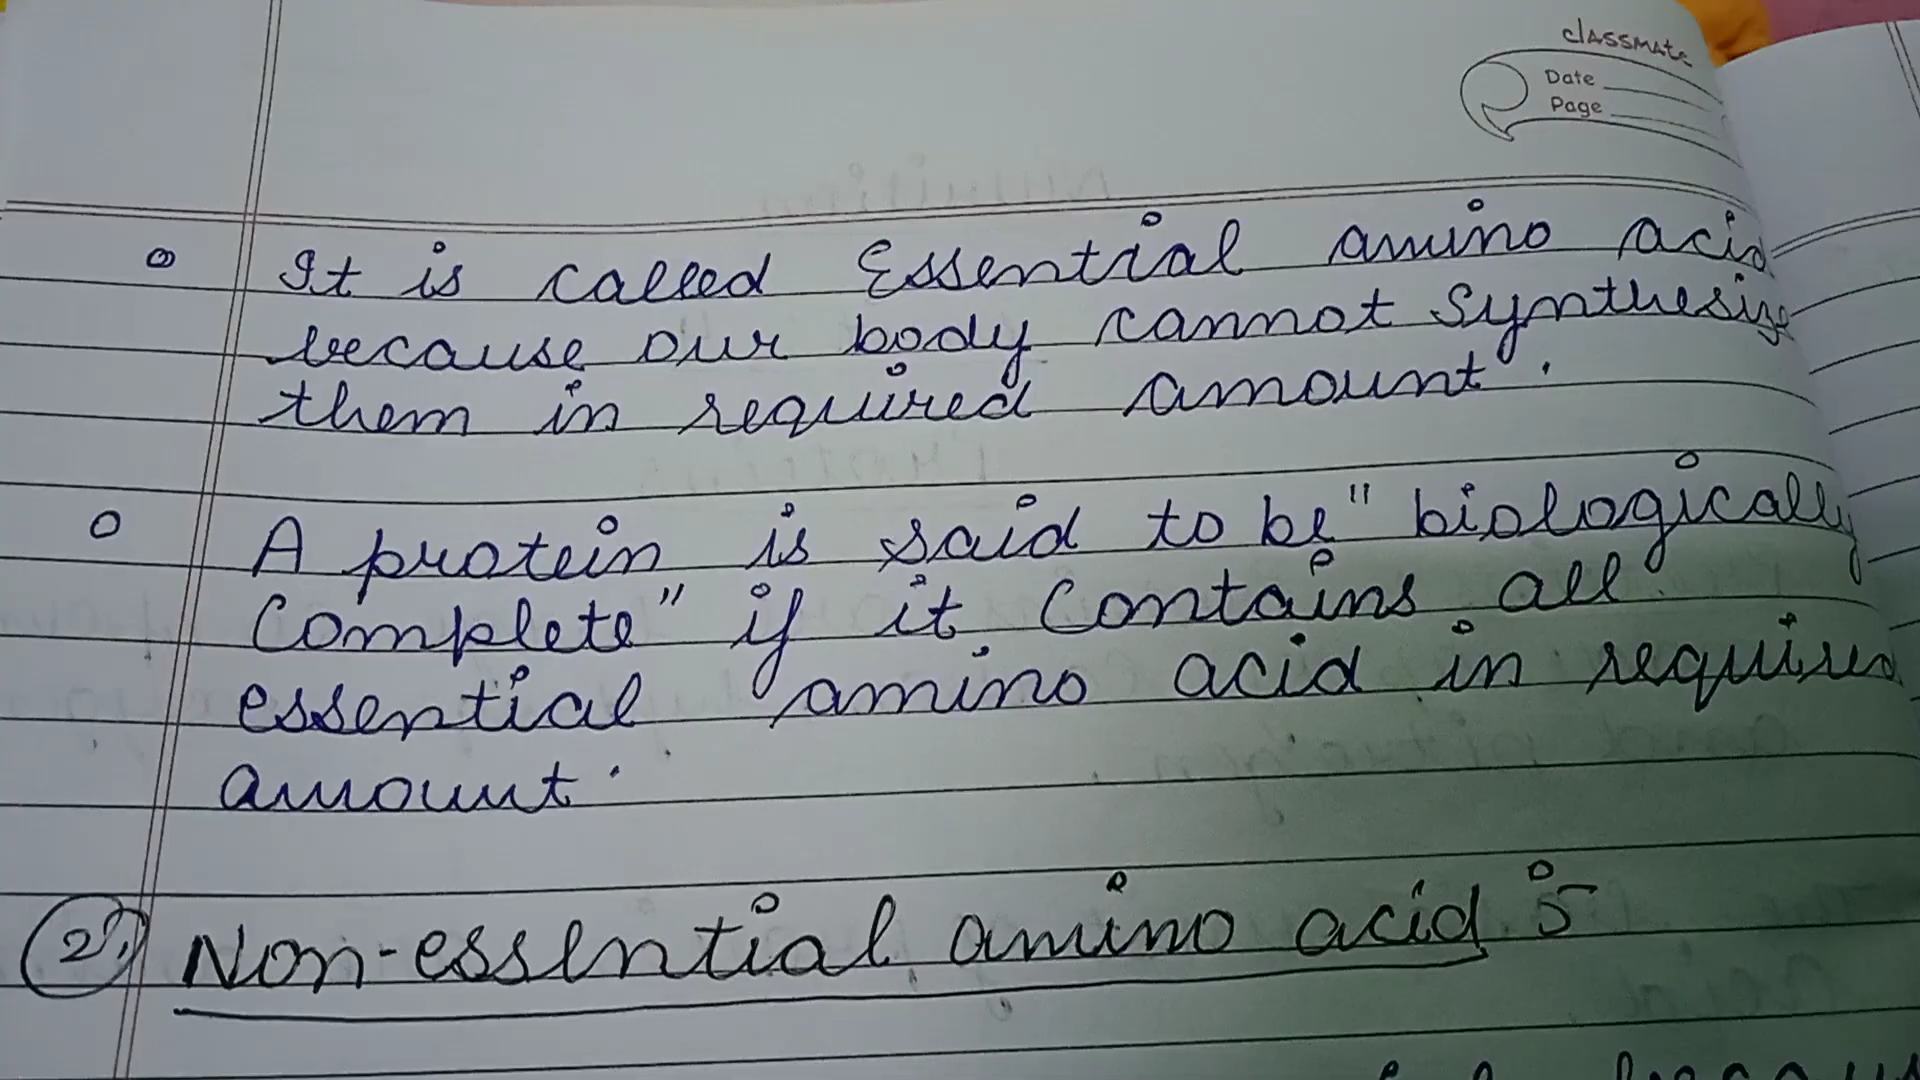 classmate
Date
Page
It is called Essential amino acid
because our body cannot synthesize
them in required amount.
A protein is said to be "biologically
Complete" if it contains all
essential amino acid in required
amount.
2. Non-essential amino acid :-